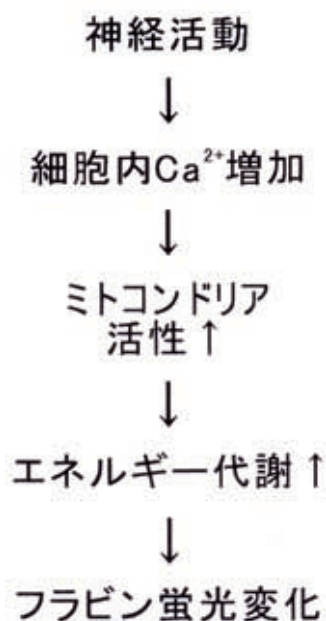 神経活動
↓
細胞内Ca²⁺増加
↓
ミトコンドリア
活性↑
↓
エネルギー代謝↑
↓
フラビン蛍光変化